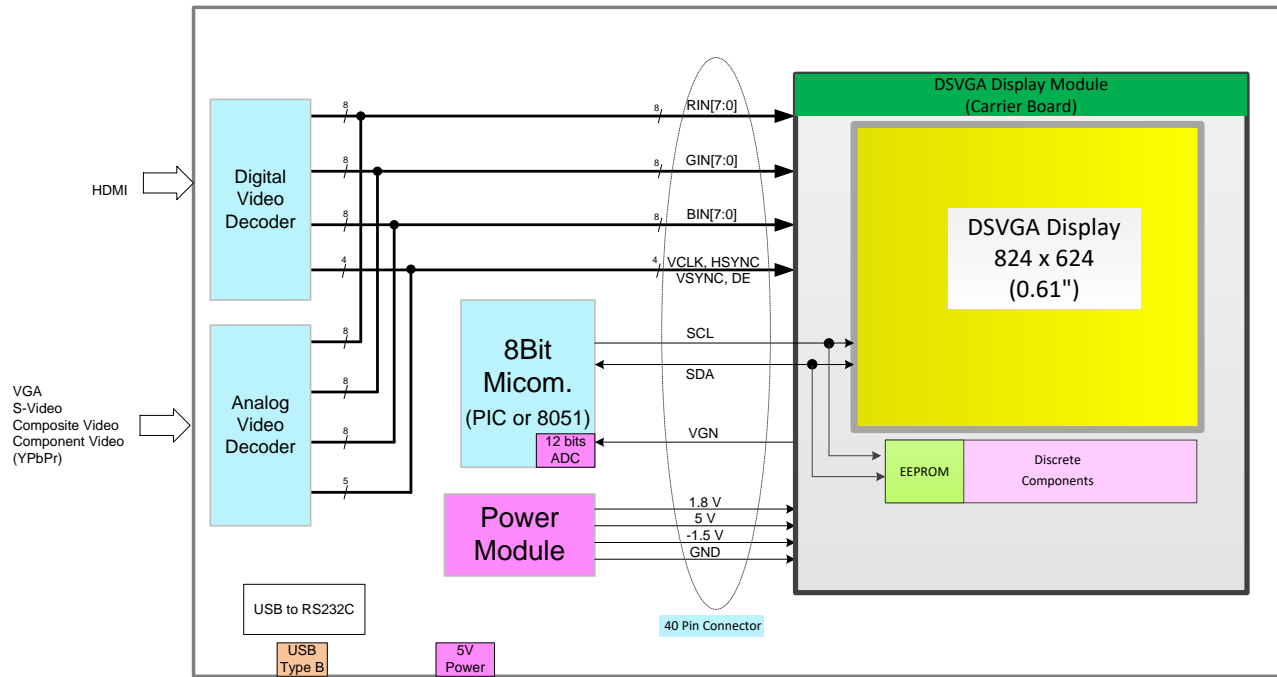 DSVGA Display Module
(Carrier Board)
8
8
RIN[7:0]
8
8
GIN[7:0]
8
8
BIN[7:0]
4
4
VCLK, HSYNC
VSYNC, DE
HDMI
Digital
Video
Decoder
DSVGA Display
824 x 624
(0.61")
VGA
S-Video
Composite Video
Component Video
(YPbPr)
Analog
Video
Decoder
8
8
8
5
8Bit
Micom.
(PIC or 8051)
12 bits
ADC
SCL
SDA
VGN
EEPROM
Discrete
Components
Power
Module
1.8 V
5 V
-1.5 V
GND
USB to RS232C
USB
Type B
5V
Power
40 Pin Connector